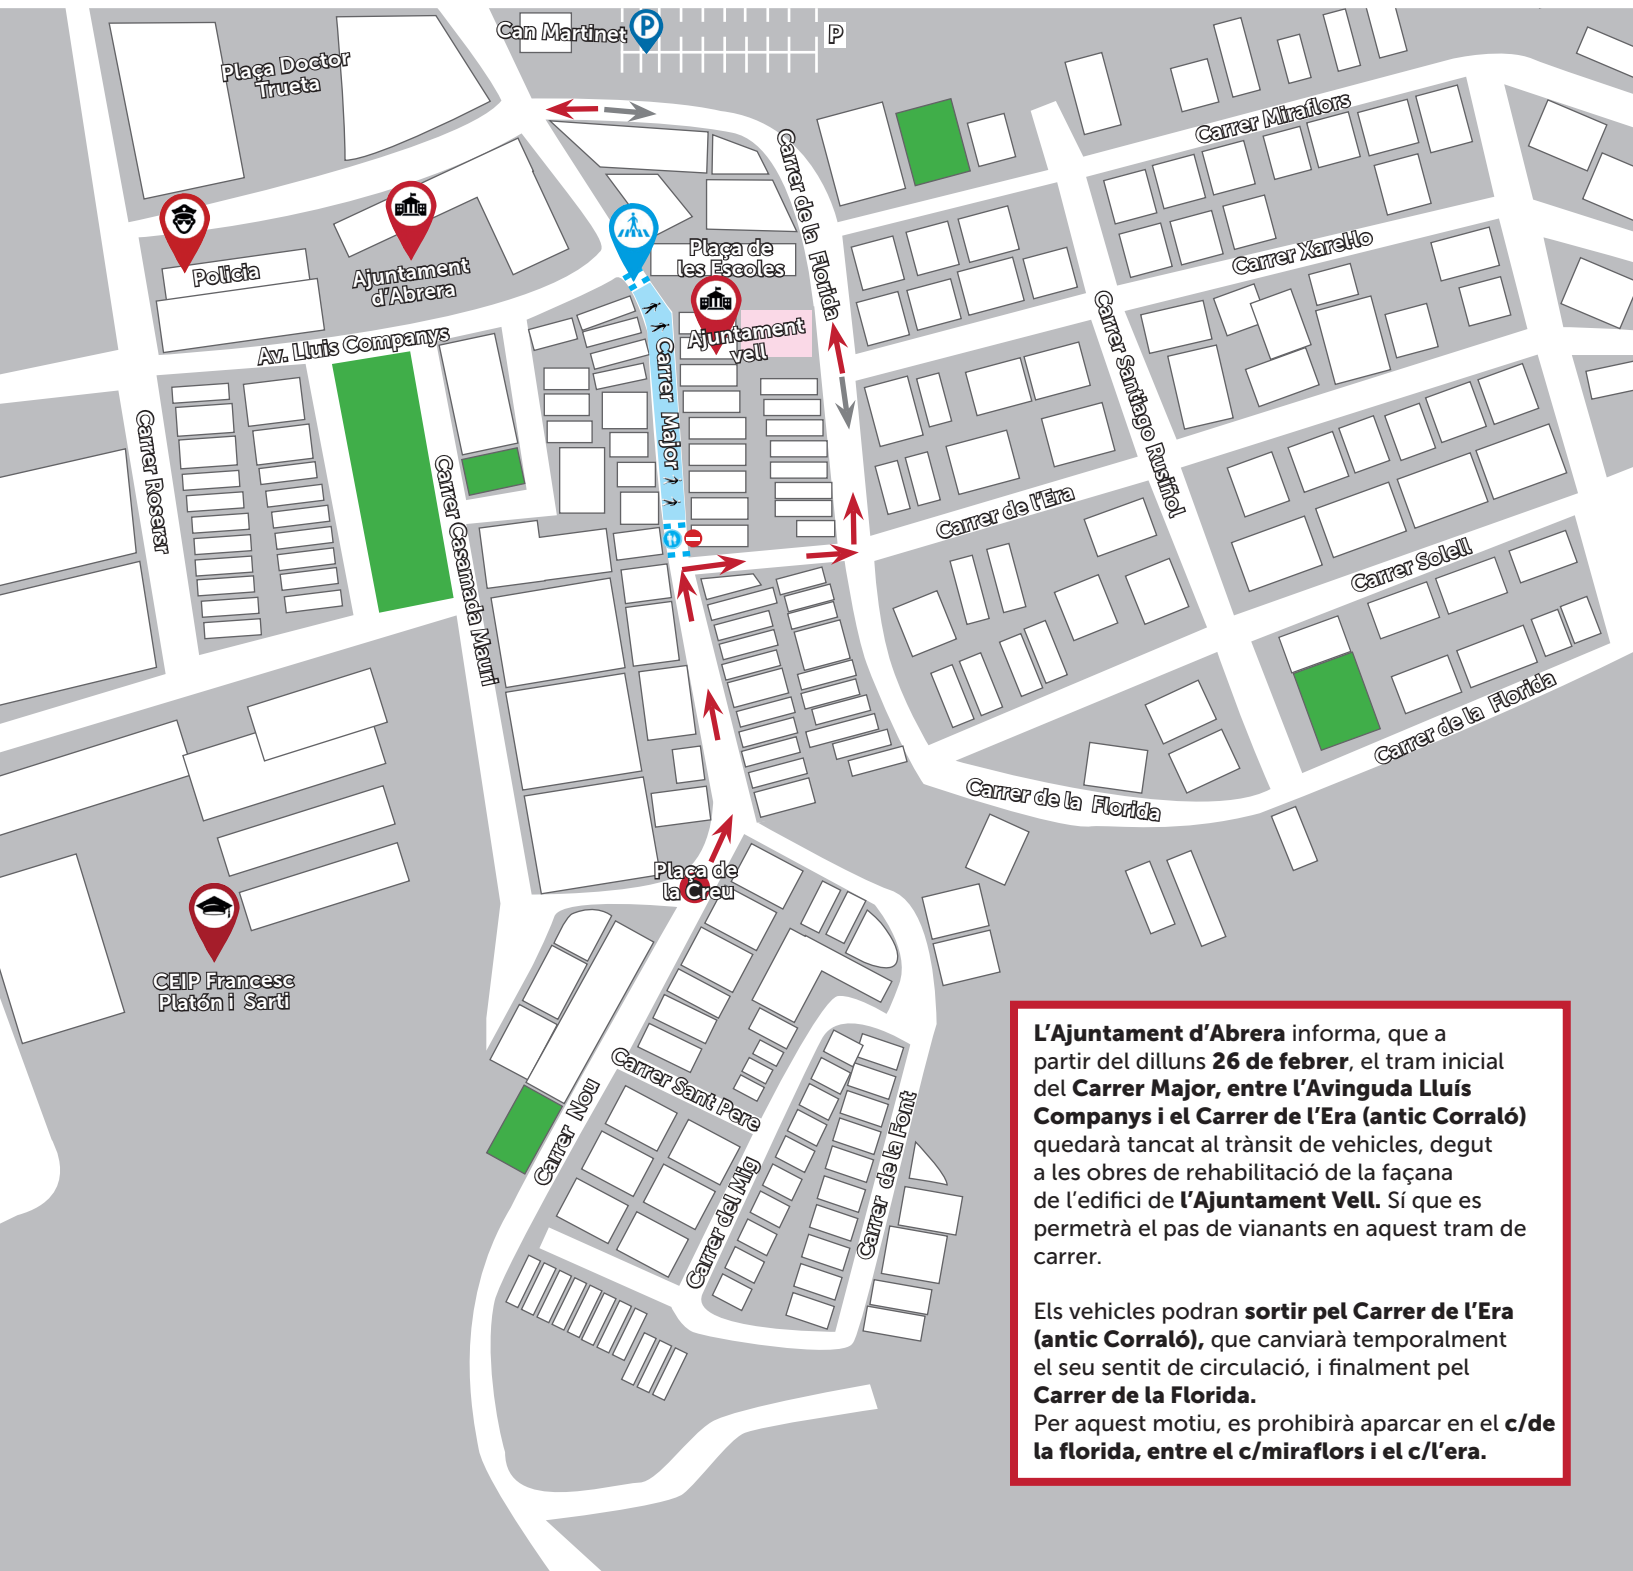 Can Martinet
P
P
Plaça Doctor
Trueta
Carrer Miraflors
Carrer de la Florida
Policia
Ajuntament
d'Abrera
Plaça de
les Escoles
Carrer Xarel·lo
Ajuntament
vell
Av. Lluis Companys
Carrer Major
Carrer Santiago Rusiñol
Carrer Rosersr
Carrer Casamada Mauri
Carrer de l'Era
Carrer Solell
Carrer de la Florida
Carrer de la Florida
Plaça de
la Creu
CEIP Francesc
Platón i Sarti
Carrer Sant Pere
Carrer Nou
Carrer del Mig
Carrer de la Font
L'Ajuntament d'Abrera informa, que a
partir del dilluns 26 de febrer, el tram inicial
del Carrer Major, entre l'Avinguda Lluís
Companys i el Carrer de l'Era (antic Corraló)
quedarà tancat al trànsit de vehicles, degut
a les obres de rehabilitació de la façana
de l'edifici de l'Ajuntament Vell. Sí que es
permetrà el pas de vianants en aquest tram de
carrer.
Els vehicles podran sortir pel Carrer de l'Era
(antic Corraló), que canviarà temporalment
el seu sentit de circulació, i finalment pel
Carrer de la Florida.
Per aquest motiu, es prohibirà aparcar en el c/de
la florida, entre el c/miraflors i el c/l'era.